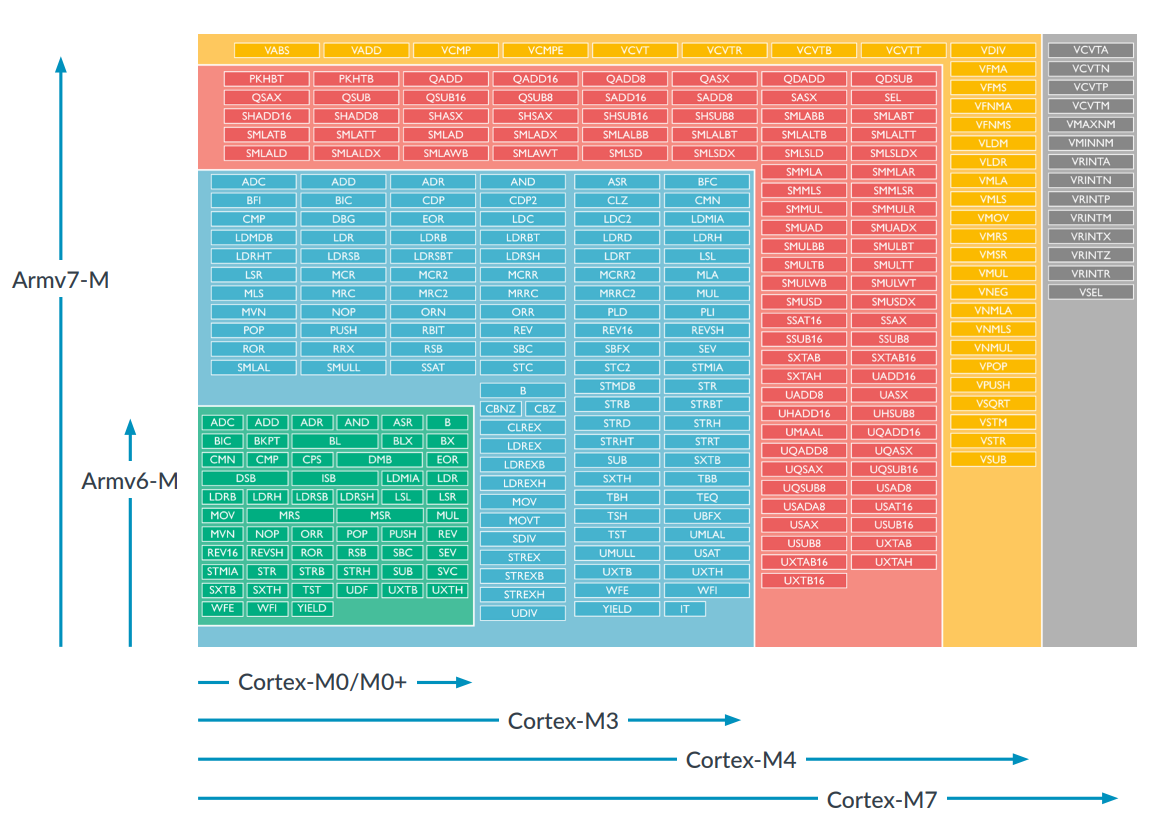 VABS VADD VCMP VCMPE VCVT VCVTR VCVTB VCVTT VDIV VCVTA
VFMA VCVTN
PKHBT PKHTB QADD QADD16 QADD8 QASX QDADD QDSUB VFMS VCVTP
QSAX QSUB QSUB16 QSUB8 SADD16 SADD8 SASX SEL VFNMA VCVTM
SHADD16 SHADD8 SHASX SHSAX SHSUB16 SHSUB8 SMLABB SMLABT VFNMS VMAXNM
SMLATB SMLATT SMLAD SMLADX SMLALBB SMLALBT SMLALTB SMLALTT VLDM VMINNM
SMLALD SMLALDX SMLAWB SMLAWT SMLSD SMLSDX SMLSLD SMLSLDX VLDR VRINTA
ADC ADD ADR AND ASR BFC SMMLA SMMLAR VMLA VRINTN
BFI BIC CDP CDP2 CLZ CMN SMMLS SMMLSR VMLS VRINTP
CMP DBG EOR LDC LDC2 LDMIA SMMUL SMMULR VMOV VRINTM
LDMDB LDR LDRB LDRBT LDRD LDRH SMUAD SMUADX VMRS VRINTX
LDRHT LDRSB LDRSBT LDRSH LDRT LSL SMULBB SMULBT VMSR VRINTZ
LSR MCR MCR2 MCRR MCRR2 MLA SMULTB SMULTT VMUL VRINTR
MLS MRC MRC2 MRRC MRRC2 MUL SMULWB SMULWT VNEG VSEL
MVN NOP ORN ORR PLD PLI SMUSD SMUSDX VNMLA
POP PUSH RBIT REV REV16 REVSH SSAT16 SSAX VNMLS
ROR RRX RSB SBC SBFX SEV SSUB16 SSUB8 VNMUL
SMLAL SMULL SSAT STC STC2 STMIA SXTAB SXTAB16 VPOP
B STMDB STR SXTAH UADD16 VPUSH
CBNZ CBZ STRB STRBT UADD8 UASX VSQRT
ADC ADD ADR AND ASR B CLREX STRD STRH UHADD16 UHSUB8 VSTM
BIC BKPT BL BLX BX LDREX STRHT STRT UMAAL UQADD16 VSTR
CMN CMP CPS DMB EOR LDREXB SUB SXTB UQADD8 UQASX VSUB
DSB ISB LDMIA LDR LDREXH SXTH TBB UQSAX UQSUB16
LDRB LDRH LDRSB LDRSH LSL LSR MOV TBH TEQ UQSUB8 USAD8
MOV MRS MSR MUL MOVT TSH UBFX USADA8 USAT16
MVN NOP ORR POP PUSH REV SDIV TST UMLAL USAX USUB16
REV16 REVSH ROR RSB SBC SEV STREX UMULL USAT USUB8 UXTAB
STMIA STR STRB STRH SUB SVC STREXB UXTB UXTH UXTAB16 UXTAH
SXTB SXTH TST UDF UXTB UXTH STREXH WFE WFI UXTB16
WFE WFI YIELD UDIV YIELD IT
Armv7-M
Armv6-M
Cortex-M0/M0+
Cortex-M3
Cortex-M4
Cortex-M7